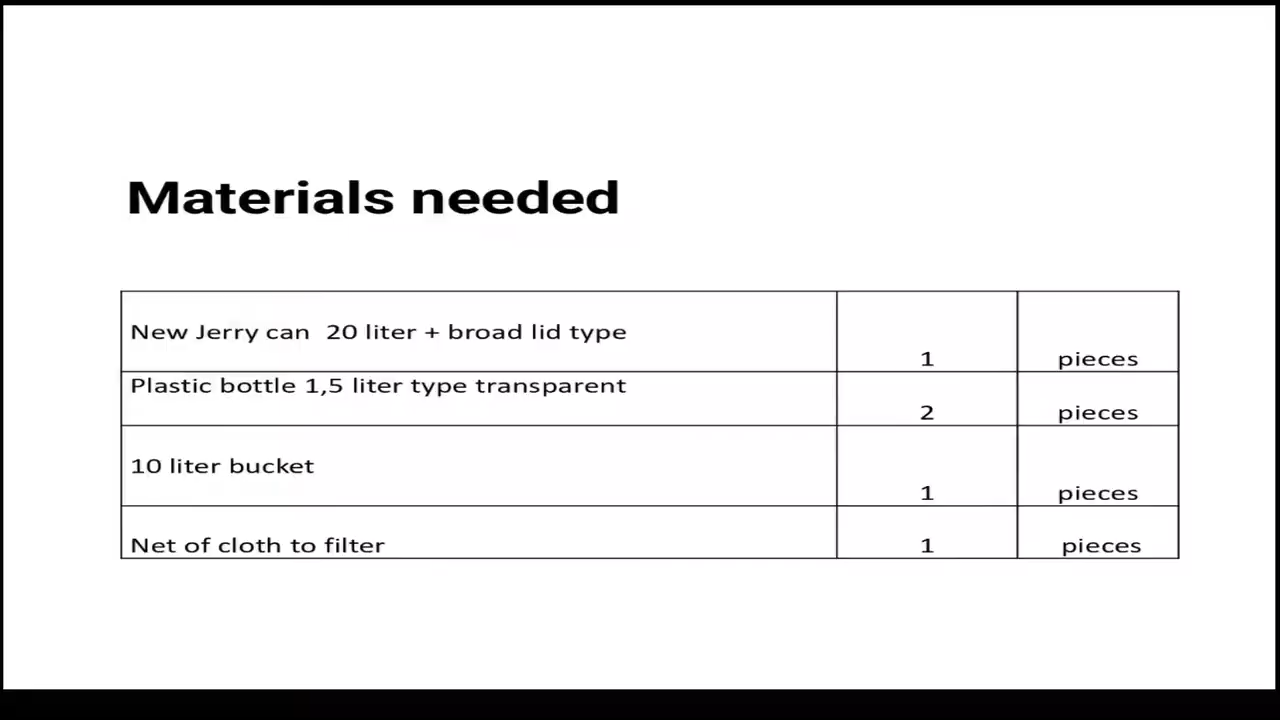 Materials needed
New Jerry can  20 liter + broad lid type 1 pieces
Plastic bottle 1,5 liter type transparent 2 pieces
10 liter bucket 1 pieces
Net of cloth to filter 1 pieces